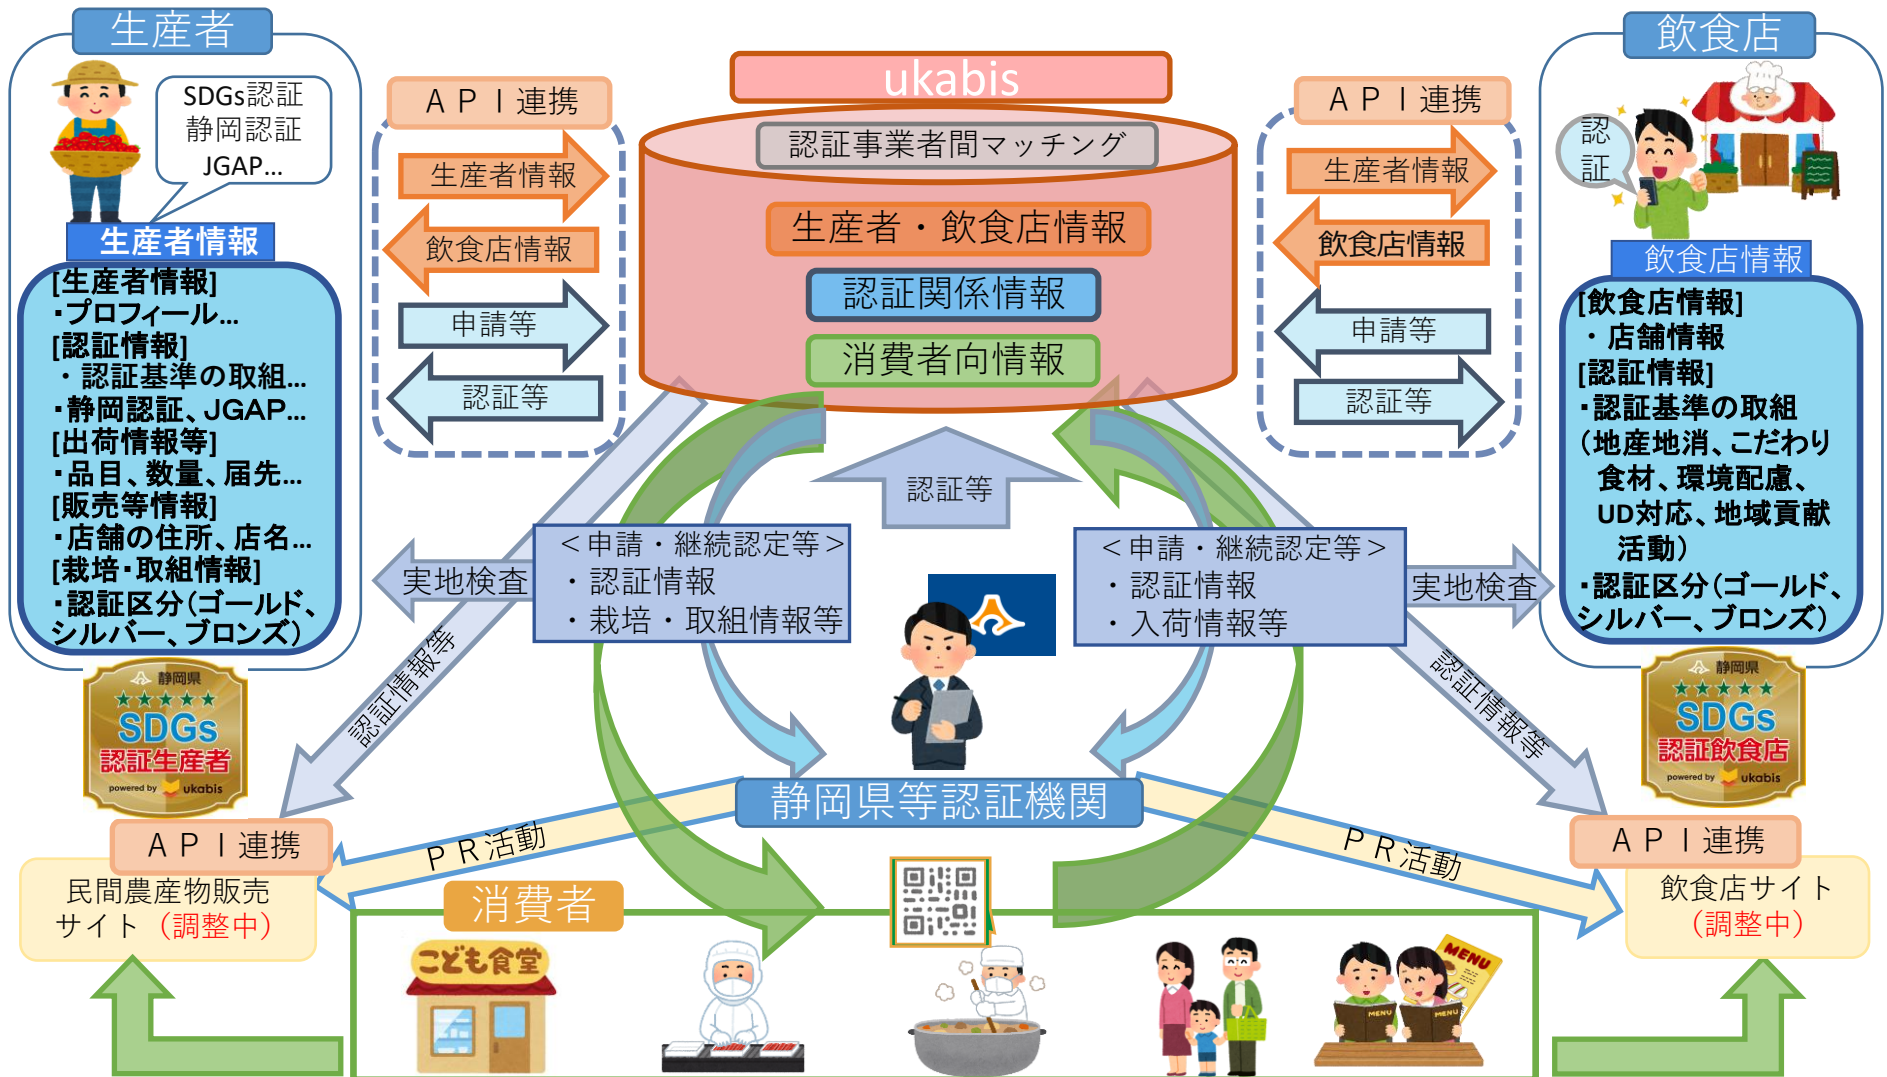 生産者
SDGs認証
静岡認証
JGAP...
生産者情報
[生産者情報]
・プロフィール...
[認証情報]
・認証基準の取組...
・静岡認証、JGAP...
[出荷情報等]
・品目、数量、届先...
[販売等情報]
・店舗の住所、店名...
[栽培・取組情報]
・認証区分（ゴールド、
シルバー、ブロンズ）
静岡県
SDGs
認証生産者
powered by ukabis
API連携
民間農産物販売
サイト（調整中）
API連携
生産者情報
飲食店情報
申請等
認証等
ukabis
認証事業者間マッチング
生産者・飲食店情報
認証関係情報
消費者向情報
API連携
生産者情報
飲食店情報
申請等
認証等
認証等
＜申請・継続認定等＞
・認証情報
・栽培・取組情報等
＜申請・継続認定等＞
・認証情報
・入荷情報等
実地検査
実地検査
認証情報等
認証情報等
静岡県等認証機関
PR活動
PR活動
消費者
こども食堂
MENU
MENU
MENU
飲食店
認
証
飲食店情報
[飲食店情報]
・店舗情報
[認証情報]
・認証基準の取組
（地産地消、こだわり
食材、環境配慮、
UD対応、地域貢献
活動）
・認証区分（ゴールド、
シルバー、ブロンズ）
静岡県
SDGs
認証飲食店
powered by ukabis
API連携
飲食店サイト
（調整中）